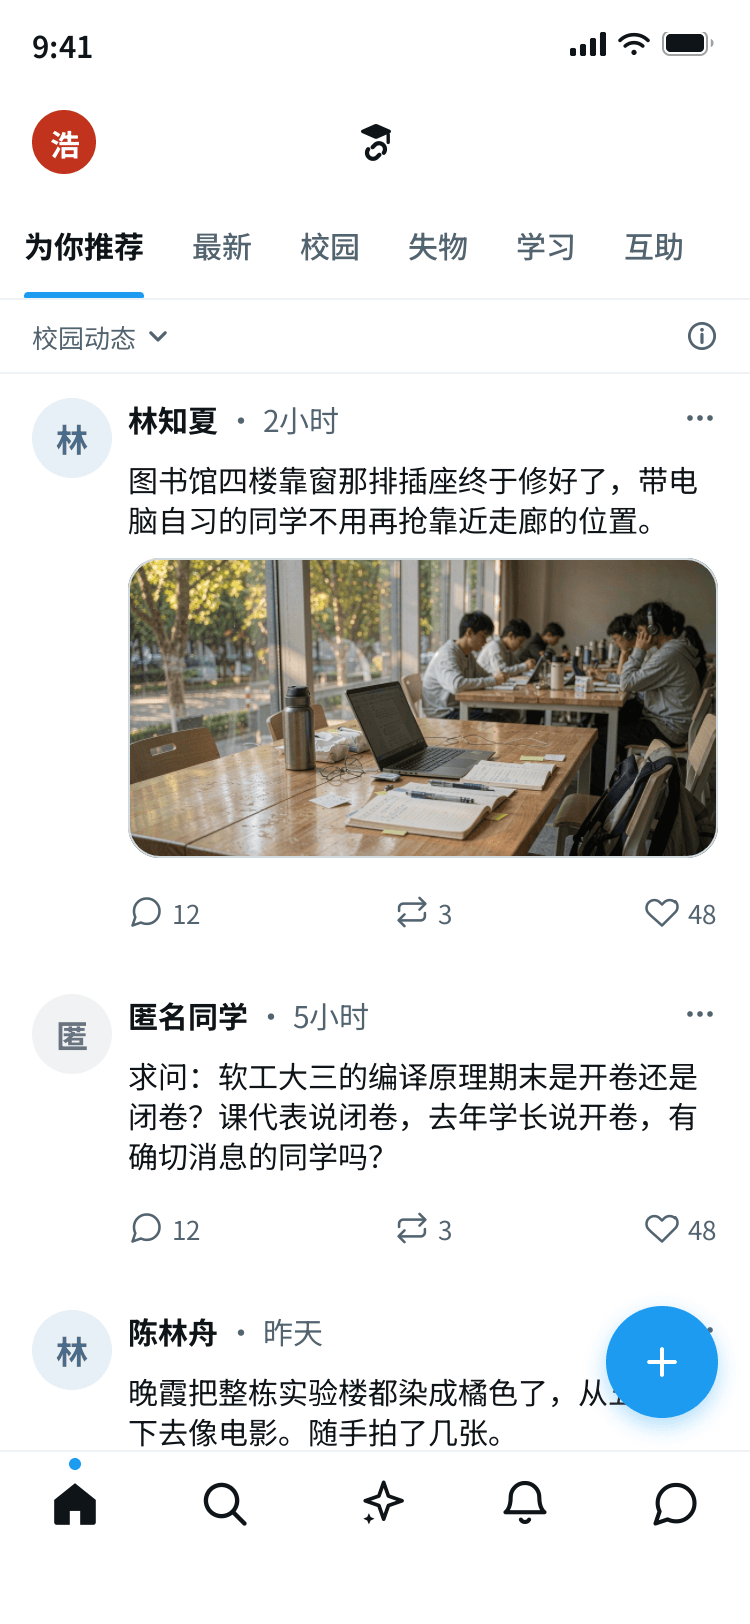 9:41
浩
为你推荐 最新 校园 失物 学习 互助
校园动态
林
林知夏 · 2小时
图书馆四楼靠窗那排插座终于修好了，带电
脑自习的同学不用再抢靠近走廊的位置。
12 3 48
匿
匿名同学 · 5小时
求问：软工大三的编译原理期末是开卷还是
闭卷？课代表说闭卷，去年学长说开卷，有
确切消息的同学吗？
12 3 48
林
陈林舟 · 昨天
晚霞把整栋实验楼都染成橘色了，从
下去像电影。随手拍了几张。